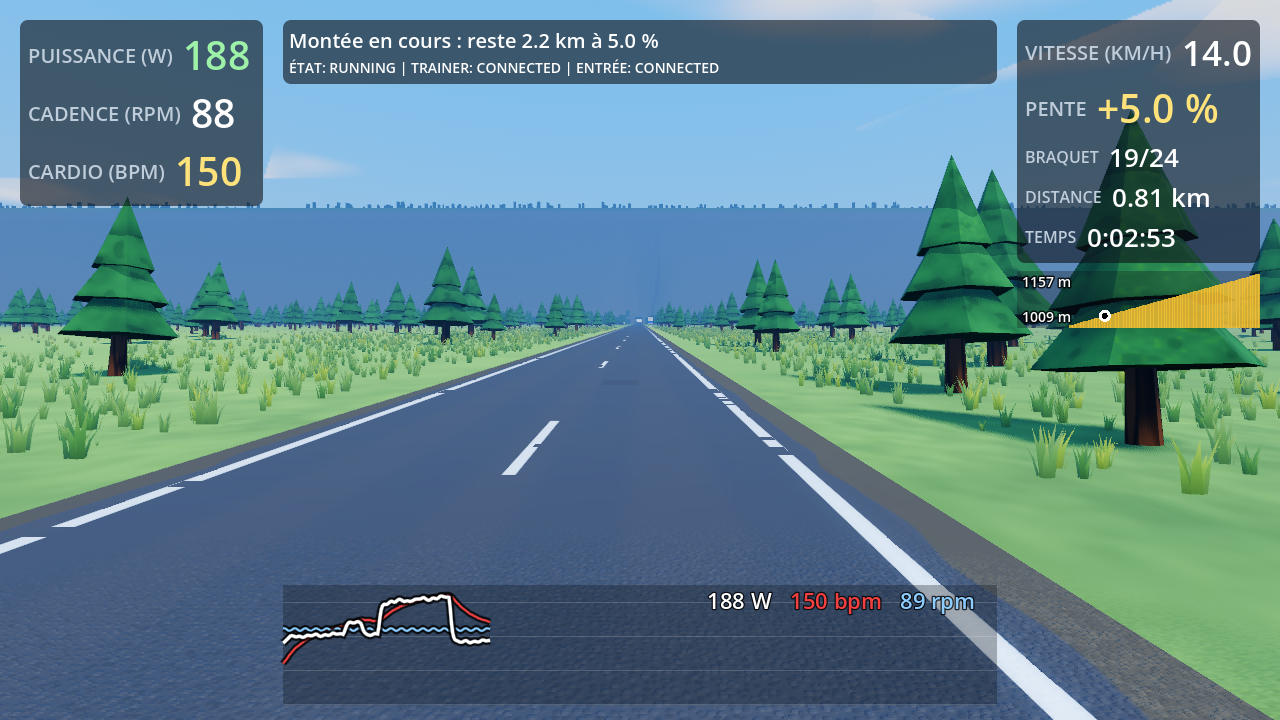 PUISSANCE (W) 188
CADENCE (RPM) 88
CARDIO (BPM) 150
Montée en cours : reste 2.2 km à 5.0 %
ÉTAT: RUNNING | TRAINER: CONNECTED | ENTRÉE: CONNECTED
VITESSE (KM/H) 14.0
PENTE +5.0 %
BRAQUET 19/24
DISTANCE 0.81 km
TEMPS 0:02:53
1157 m
1009 m
188 W 150 bpm 89 rpm